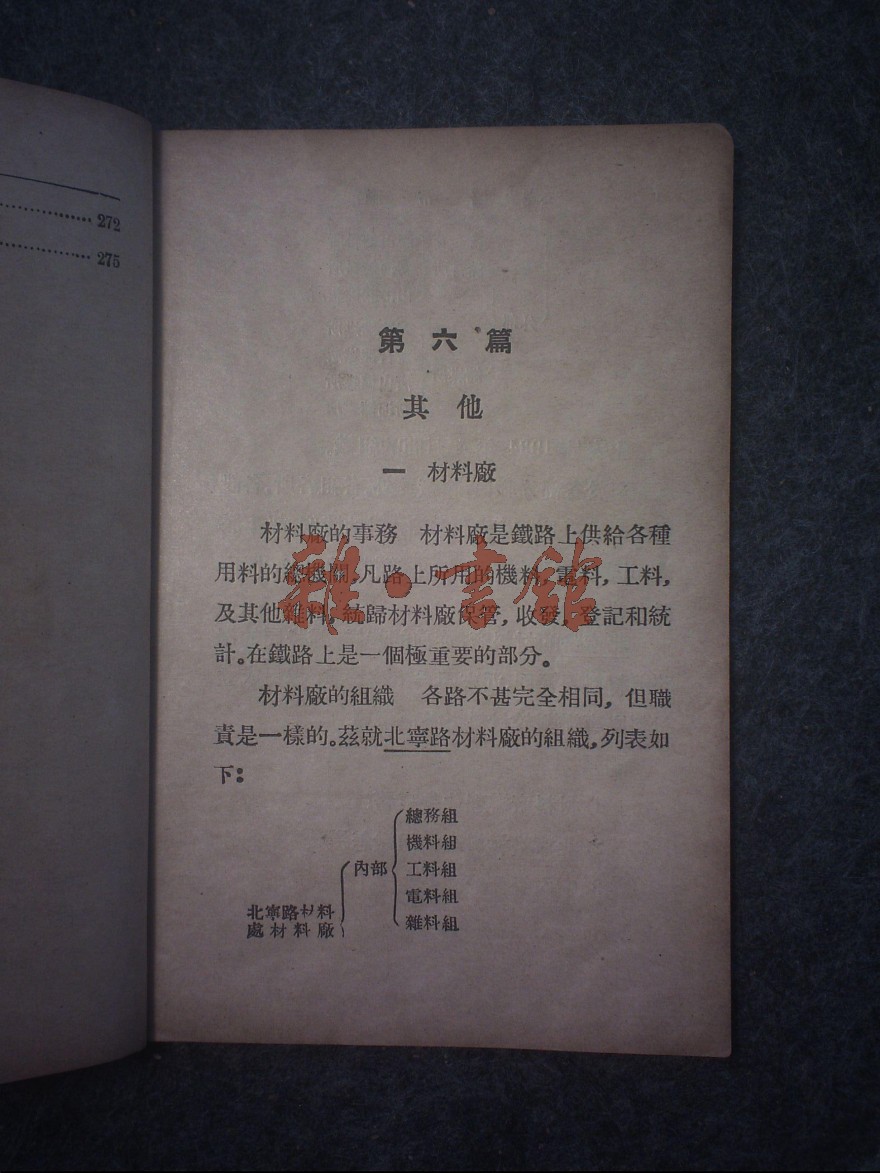 272
275
第六篇
其他
一 材料廠
材料廠的事務 材料廠是鐵路上供給各種
用料的總機關。凡路上所用的機料, 電料, 工料,
及其他雜料, 統歸材料廠保管, 收發, 登記和統
計。在鐵路上是一個極重要的部分。
材料廠的組織 各路不甚完全相同, 但職
責是一樣的。茲就北寧路材料廠的組織, 列表如
下:
總務組
機料組
內部
工料組
電料組
雜料組
北寧路材料
處材料廠
雜·書館